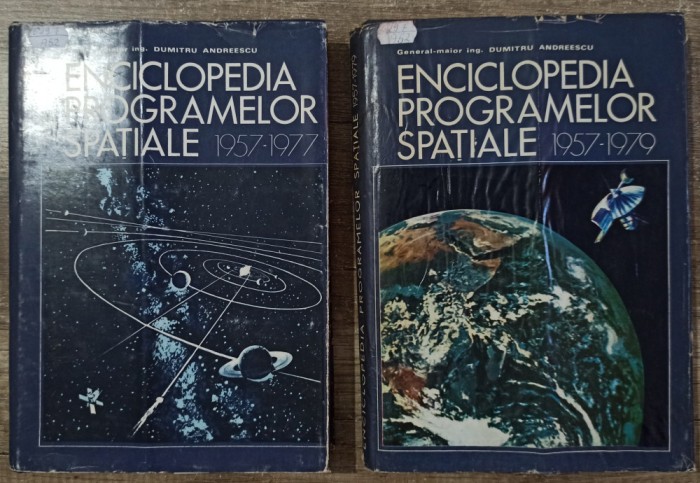 ing. DUMITRU ANDREESCU
ENCICLOPEDIA
PROGRAMELOR
SPAȚIALE 1957-1977
General-maior ing. DUMITRU ANDREESCU
ENCICLOPEDIA
PROGRAMELOR
SPAȚIALE 1957-1979
ENCICLOPEDIA PROGRAMELOR SPAȚIALE 1957-1979